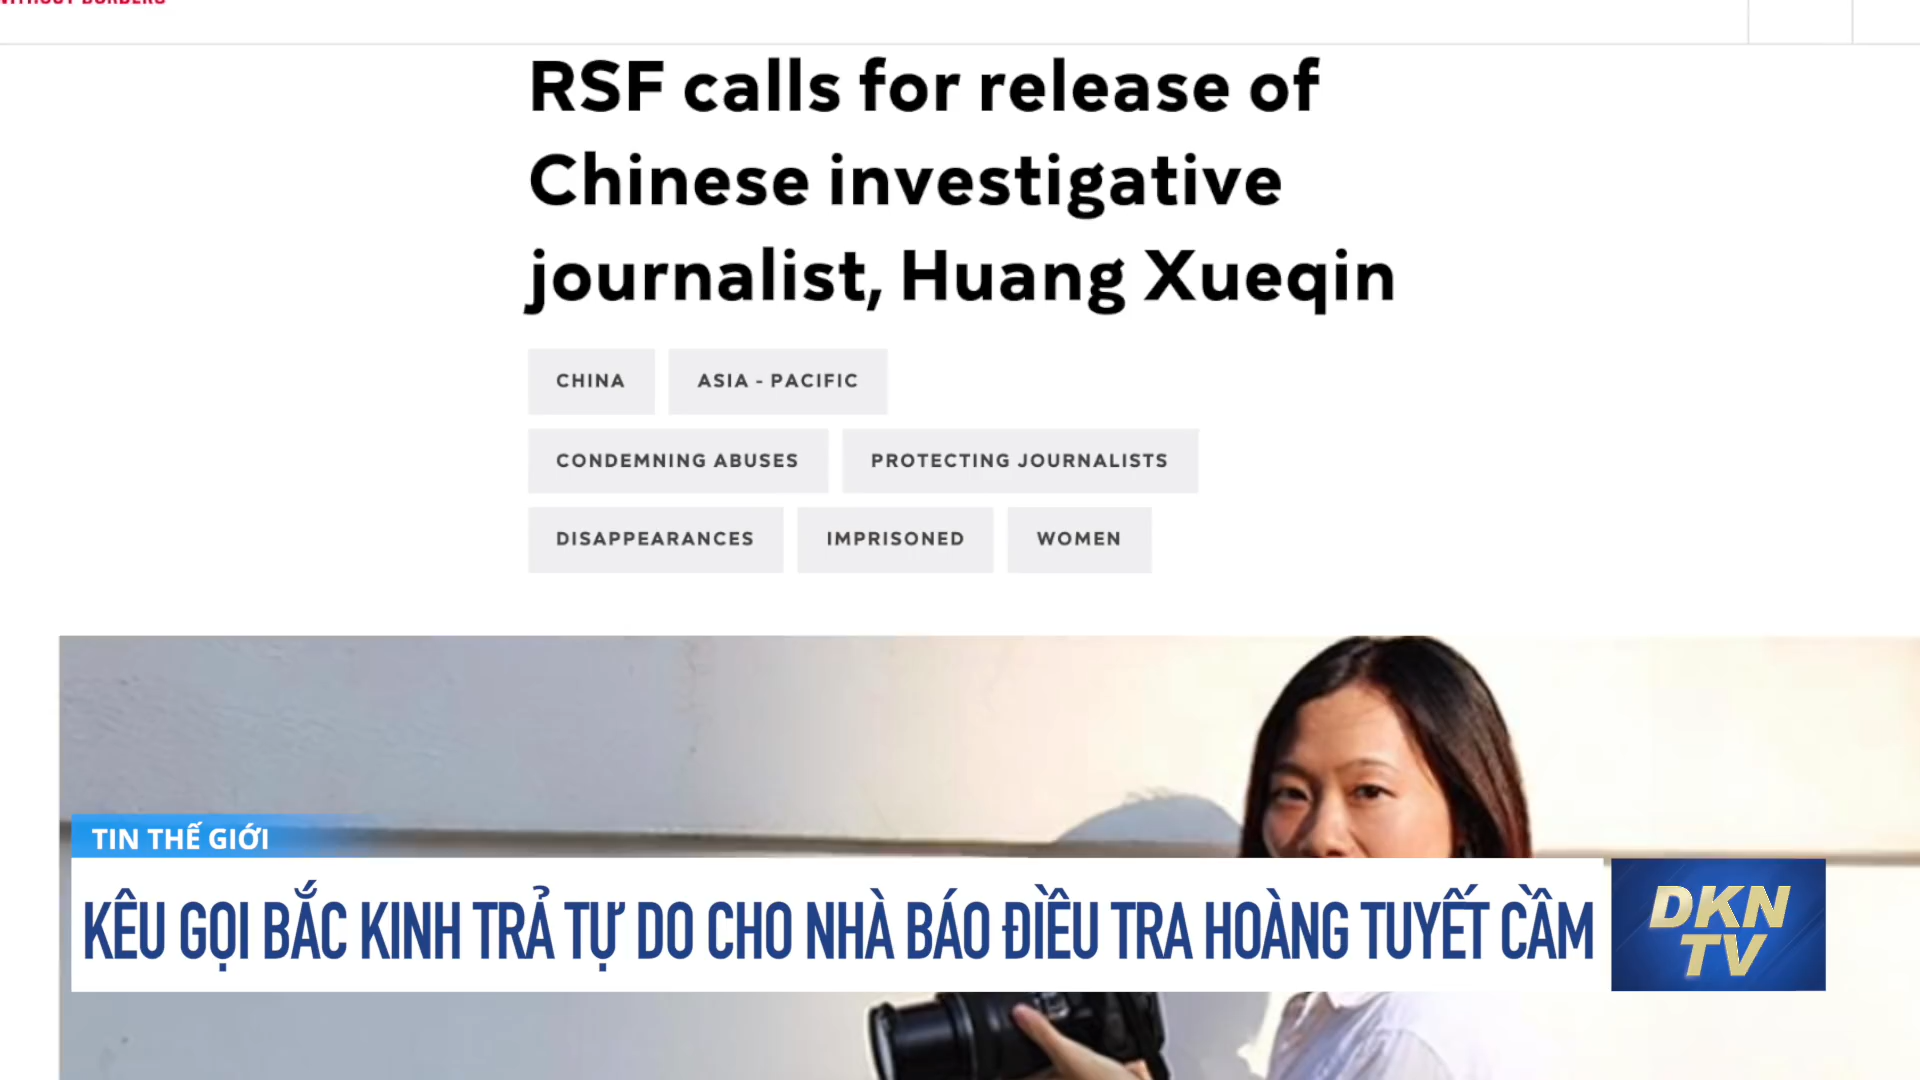 WITHOUT BORDERS
RSF calls for release of
Chinese investigative
journalist, Huang Xueqin
CHINA
ASIA - PACIFIC
CONDEMNING ABUSES
PROTECTING JOURNALISTS
DISAPPEARANCES
IMPRISONED
WOMEN
TIN THẾ GIỚI
KÊU GỌI BẮC KINH TRẢ TỰ DO CHO NHÀ BÁO ĐIỀU TRA HOÀNG TUYẾT CẦM
DKN
TV